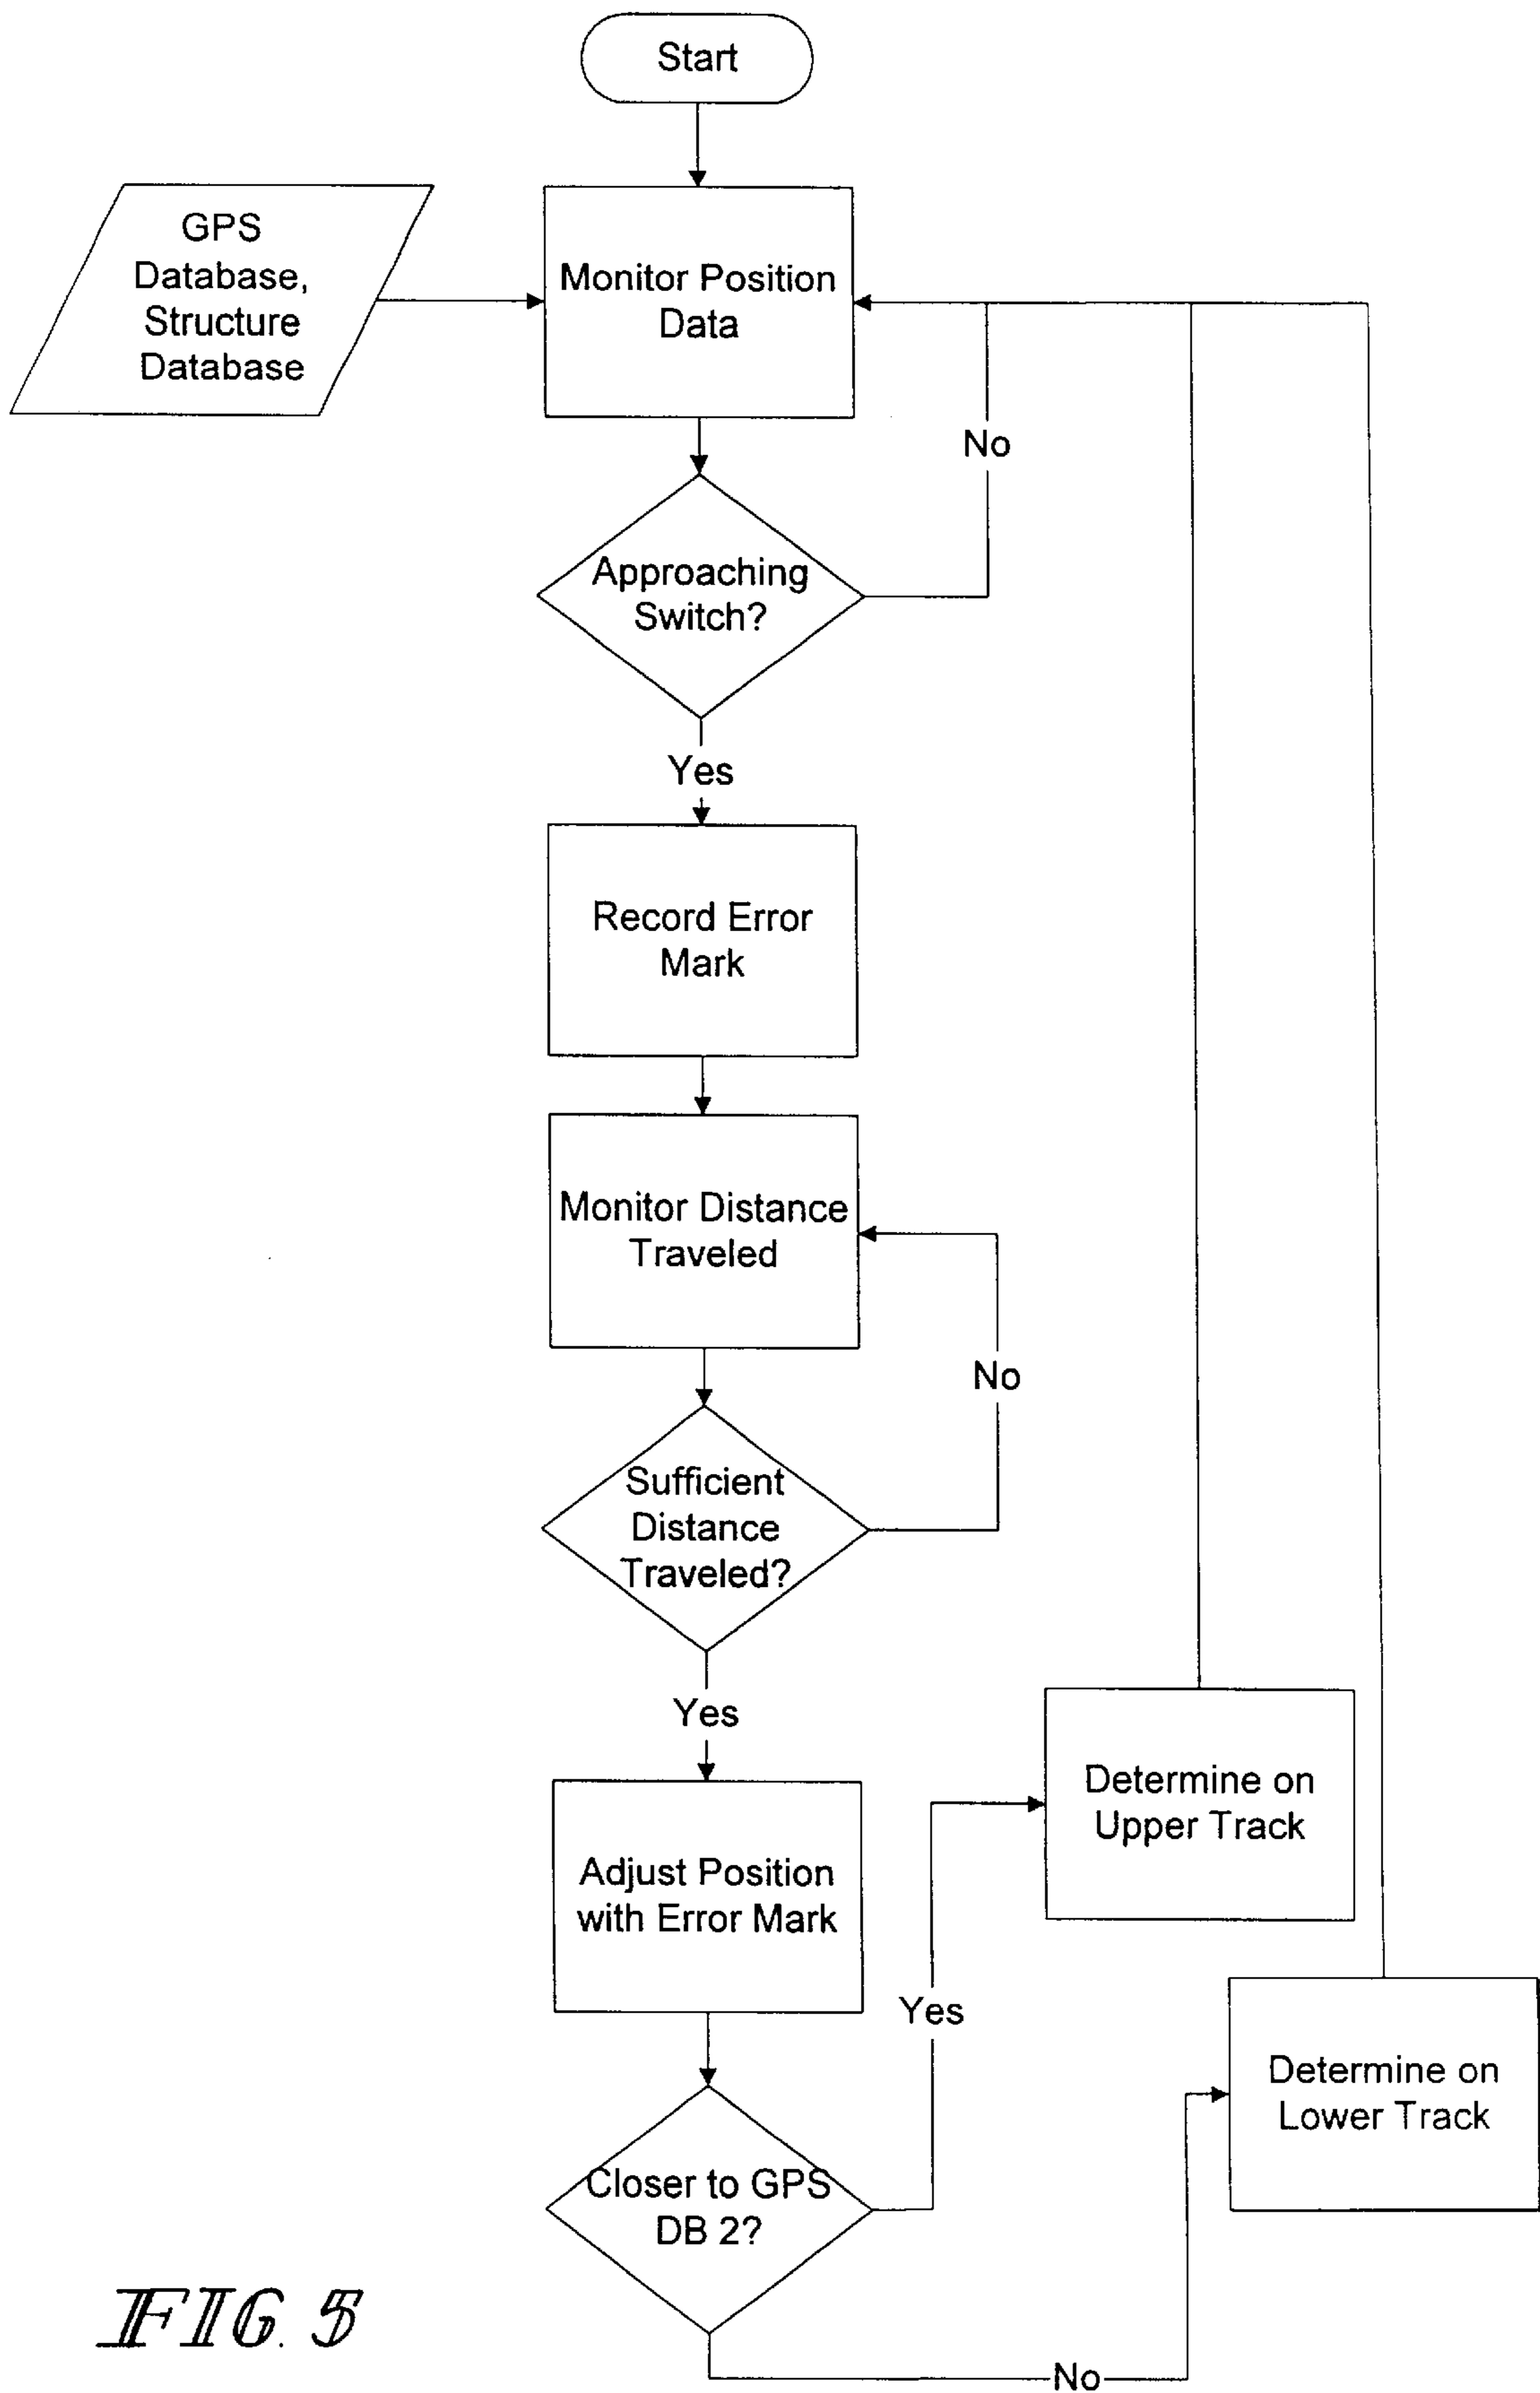 Start
GPS
Database,
Structure
Database
Monitor Position
Data
No
Approaching
Switch?
Yes
Record Error
Mark
Monitor Distance
Traveled
No
Sufficient
Distance
Traveled?
Yes
Determine on
Upper Track
Adjust Position
with Error Mark
Yes
Determine on
Lower Track
Closer to GPS
DB 2?
No
FIG. 5